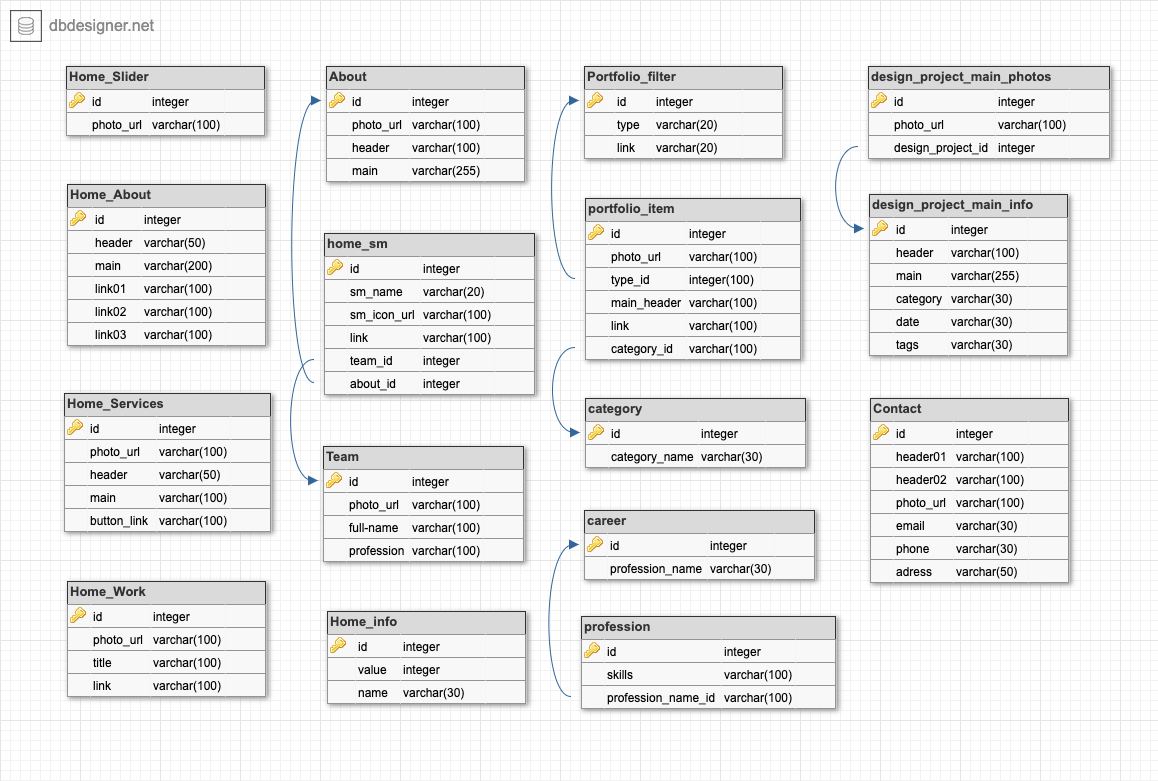 dbdesigner.net
Home_Slider
id integer
photo_url varchar(100)
Home_About
id integer
header varchar(50)
main varchar(200)
link01 varchar(100)
link02 varchar(100)
link03 varchar(100)
Home_Services
id integer
photo_url varchar(100)
header varchar(50)
main varchar(100)
button_link varchar(100)
Home_Work
id integer
photo_url varchar(100)
title varchar(100)
link varchar(100)
About
id integer
photo_url varchar(100)
header varchar(100)
main varchar(255)
home_sm
id integer
sm_name varchar(20)
sm_icon_url varchar(100)
link varchar(100)
team_id integer
about_id integer
Team
id integer
photo_url varchar(100)
full-name varchar(100)
profession varchar(100)
Home_info
id integer
value integer
name varchar(30)
Portfolio_filter
id integer
type varchar(20)
link varchar(20)
portfolio_item
id integer
photo_url varchar(100)
type_id integer(100)
main_header varchar(100)
link varchar(100)
category_id varchar(100)
category
id integer
category_name varchar(30)
career
id integer
profession_name varchar(30)
profession
id integer
skills varchar(100)
profession_name_id varchar(100)
design_project_main_photos
id integer
photo_url varchar(100)
design_project_id integer
design_project_main_info
id integer
header varchar(100)
main varchar(255)
category varchar(30)
date varchar(30)
tags varchar(30)
Contact
id integer
header01 varchar(100)
header02 varchar(100)
photo_url varchar(100)
email varchar(30)
phone varchar(30)
adress varchar(50)